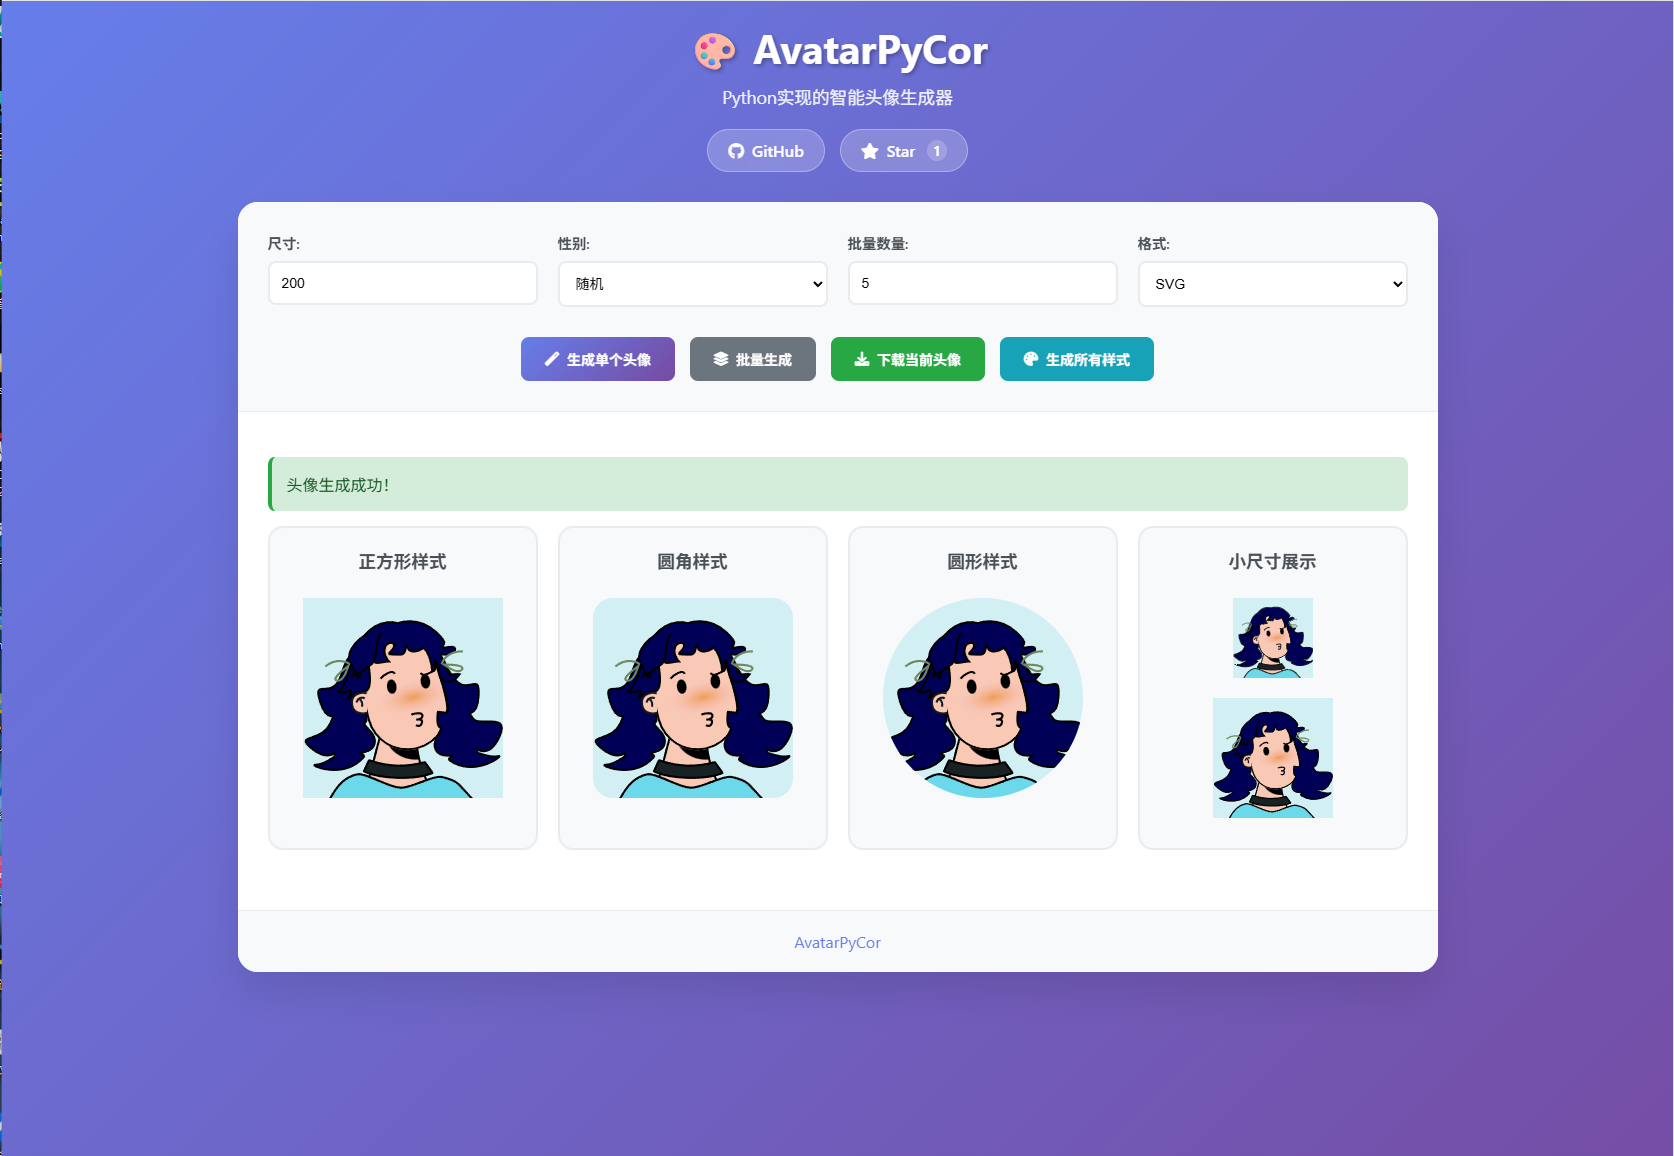 AvatarPyCor
Python实现的智能头像生成器
GitHub
Star 1
尺寸: 性别: 批量数量: 格式:
200 随机 5 SVG
生成单个头像 批量生成 下载当前头像 生成所有样式
头像生成成功！
正方形样式 圆角样式 圆形样式 小尺寸展示
AvatarPyCor